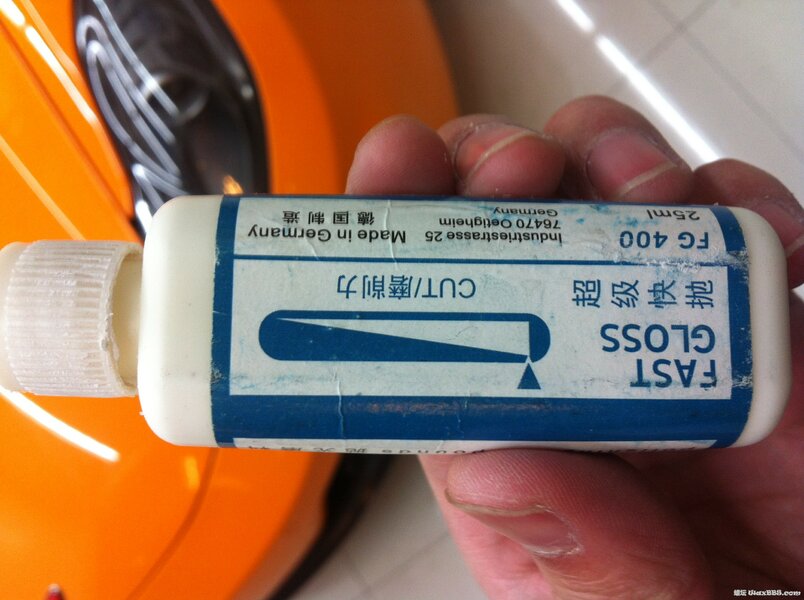 FAST
GLOSS
超级快抛
CUT/磨削力
FG 400
25ml
Industriestrasse 25
76470 Oetigheim
Germany
Made in Germany 德国制造